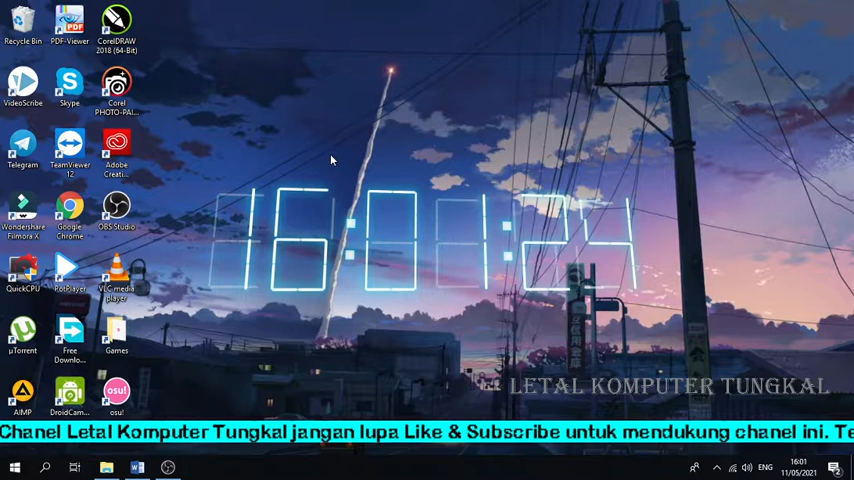 Recycle Bin
PDF-Viewer
CorelDRAW 2018 (64-Bit)
VideoScribe
Skype
Corel PHOTO-PAI...
Telegram
TeamViewer 12
Adobe Creati...
Wondershare Filmora X
Google Chrome
OBS Studio
QuickCPU
PotPlayer
VLC media player
µTorrent
Free Downlo...
Games
AIMP
DroidCam...
osu!
16:01:24
LETAL KOMPUTER TUNGKAL
Chanel Letal Komputer Tungkal jangan lupa Like & Subscribe untuk mendukung chanel ini. Te
ENG
16:01
11/05/2021